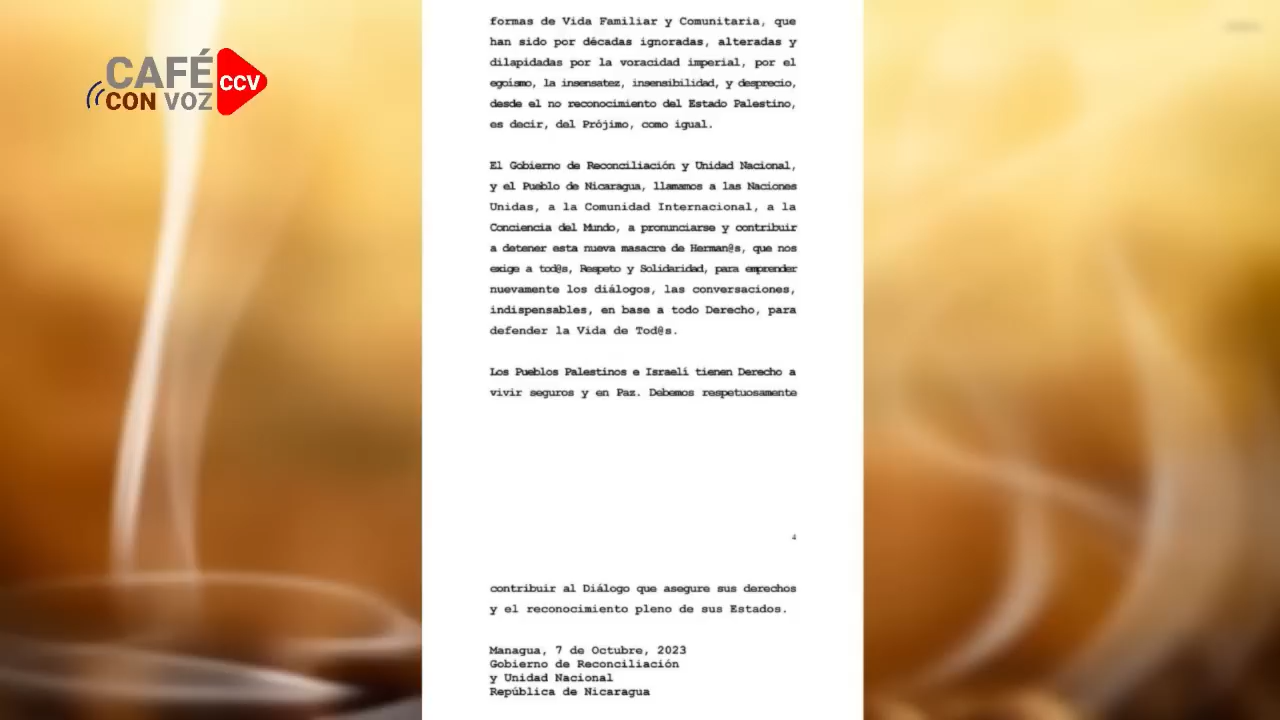 CAFÉ
CON VOZ
CCV
formas de Vida Familiar y Comunitaria, que
han sido por décadas ignoradas, alteradas y
dilapidadas por la voracidad imperial, por el
egoísmo, la insensatez, insensibilidad, y desprecio,
desde el no reconocimiento del Estado Palestino,
es decir, del Prójimo, como igual.
El Gobierno de Reconciliación y Unidad Nacional,
y el Pueblo de Nicaragua, llamamos a las Naciones
Unidas, a la Comunidad Internacional, a la
Conciencia del Mundo, a pronunciarse y contribuir
a detener esta nueva masacre de Herman@s, que nos
exige a tod@s, Respeto y Solidaridad, para emprender
nuevamente los diálogos, las conversaciones,
indispensables, en base a todo Derecho, para
defender la Vida de Tod@s.
Los Pueblos Palestinos e Israelí tienen Derecho a
vivir seguros y en Paz. Debemos respetuosamente
4
contribuir al Diálogo que asegure sus derechos
y el reconocimiento pleno de sus Estados.
Managua, 7 de Octubre, 2023
Gobierno de Reconciliación
y Unidad Nacional
República de Nicaragua